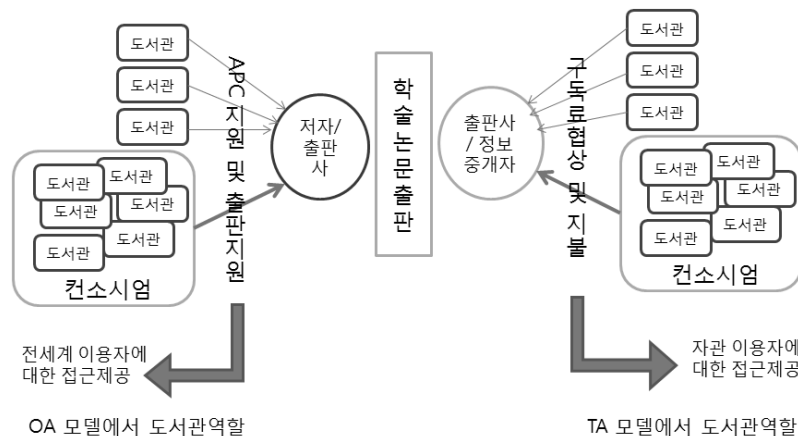 도서관
도서관
도서관
도서관
도서관
도서관
도서관
도서관
도서관
컨소시엄
APC 지원 및 출판지원
저자/
출판
사
학술논문출판
출판사
/ 정보
중개자
구독료협상 및 지불
도서관
도서관
도서관
도서관
도서관
도서관
도서관
도서관
도서관
컨소시엄
전세계 이용자에
대한 접근제공
자관 이용자에
대한 접근제공
OA 모델에서 도서관역할
TA 모델에서 도서관역할